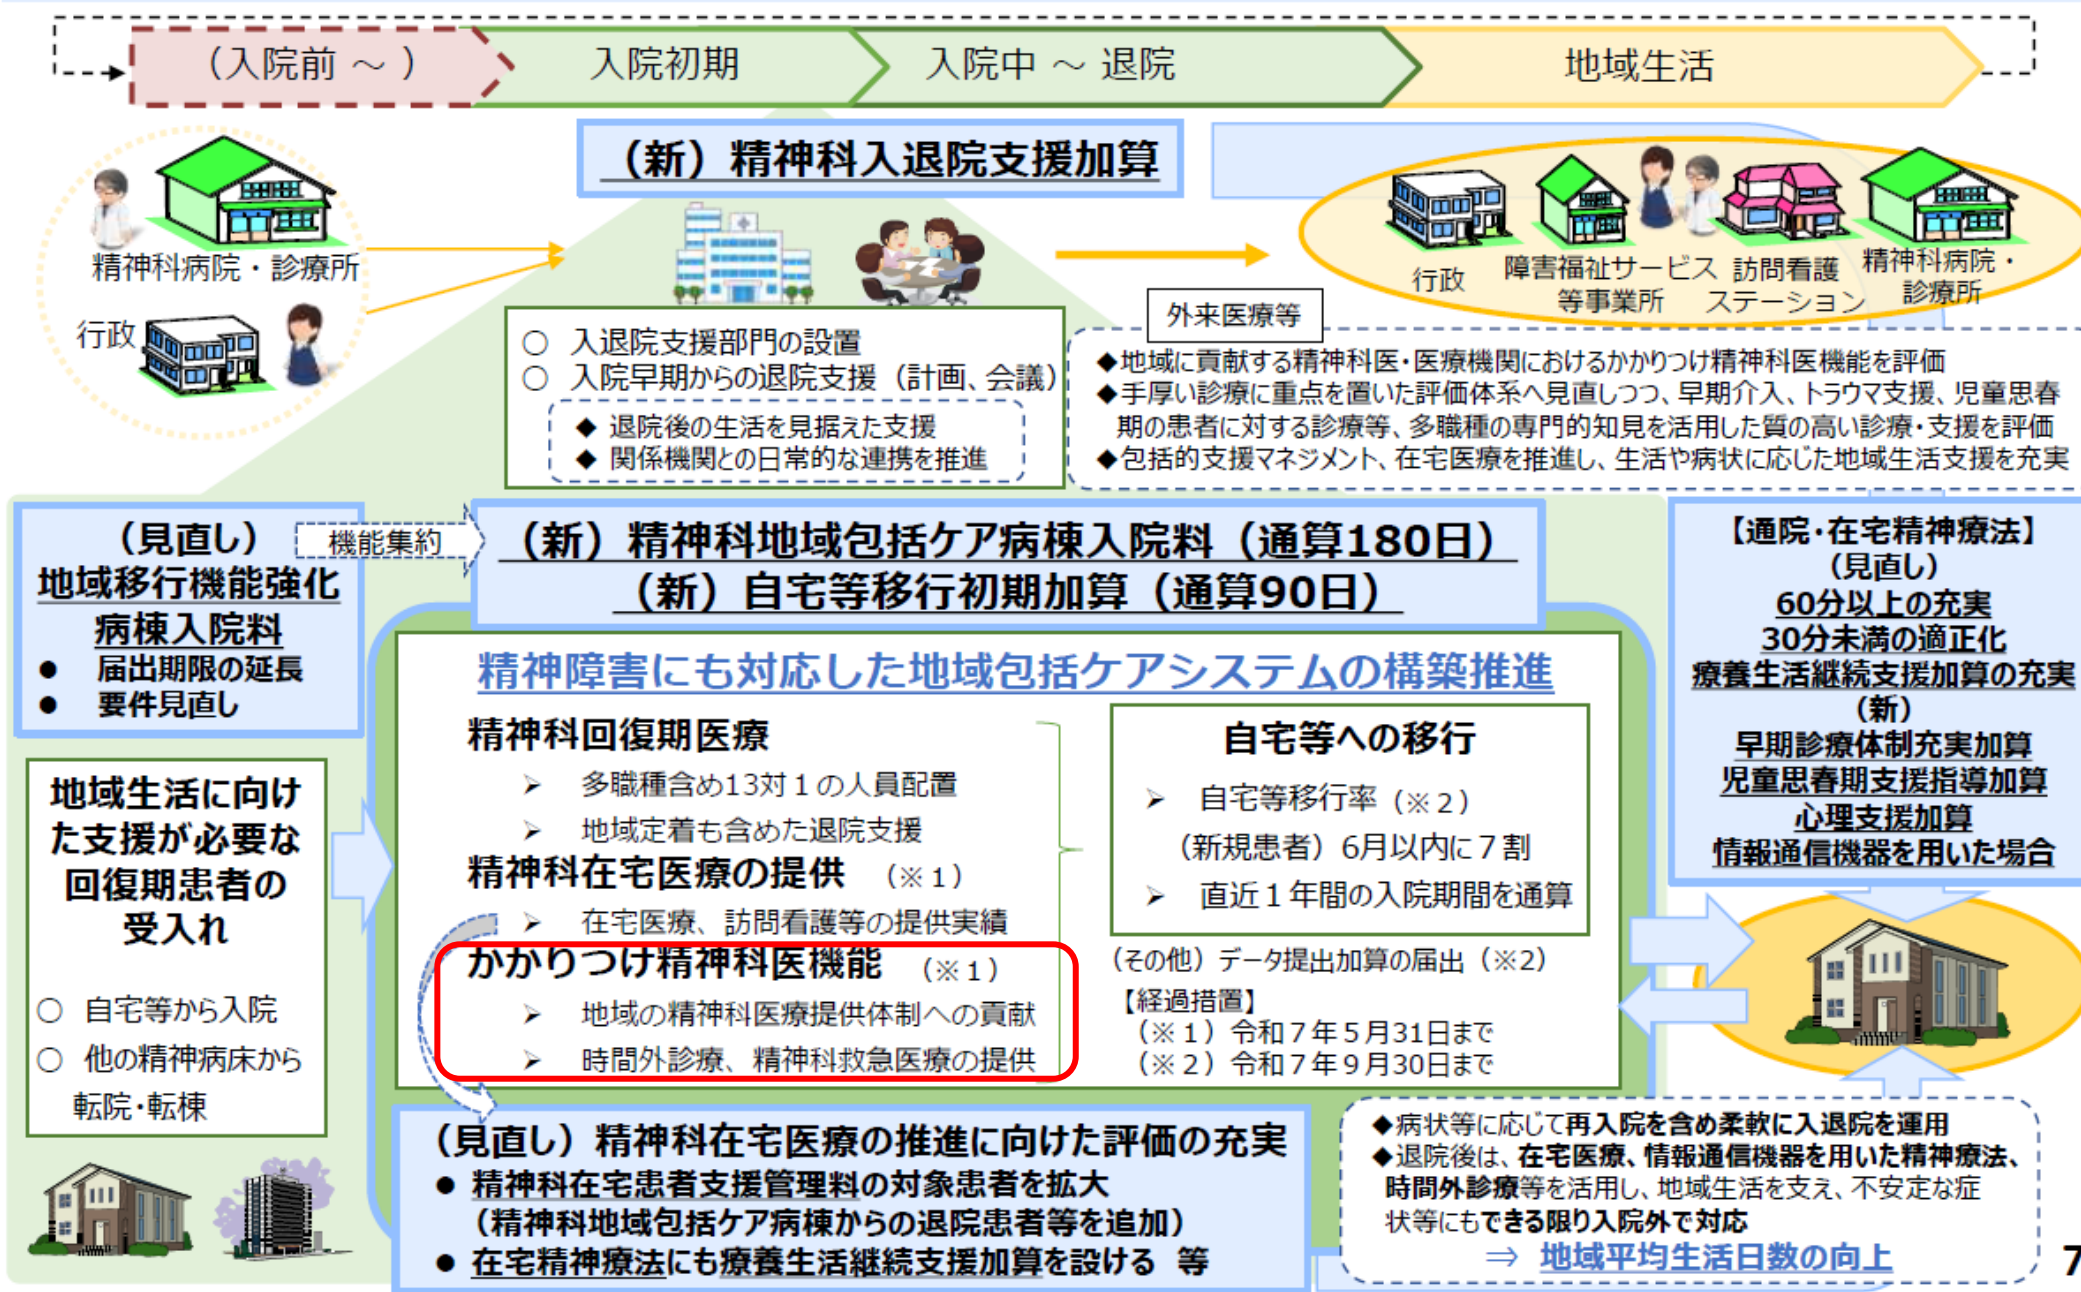 （入院前 ～ ）
入院初期
入院中 ～ 退院
地域生活
（新）精神科入退院支援加算
精神科病院・診療所
行政
○ 入退院支援部門の設置
○ 入院早期からの退院支援（計画、会議）
◆ 退院後の生活を見据えた支援
◆ 関係機関との日常的な連携を推進
行政
障害福祉サービス
等事業所
訪問看護
ステーション
精神科病院・
診療所
外来医療等
◆地域に貢献する精神科医・医療機関におけるかかりつけ精神科医機能を評価
◆手厚い診療に重点を置いた評価体系へ見直しつつ、早期介入、トラウマ支援、児童思春
期の患者に対する診療等、多職種の専門的知見を活用した質の高い診療・支援を評価
◆包括的支援マネジメント、在宅医療を推進し、生活や病状に応じた地域生活支援を充実
（見直し）
地域移行機能強化
病棟入院料
● 届出期限の延長
● 要件見直し
機能集約
（新）精神科地域包括ケア病棟入院料（通算180日）
（新）自宅等移行初期加算（通算90日）
地域生活に向け
た支援が必要な
回復期患者の
受入れ
○ 自宅等から入院
○ 他の精神病床から
転院・転棟
精神障害にも対応した地域包括ケアシステムの構築推進
精神科回復期医療
➢ 多職種含め13対１の人員配置
➢ 地域定着も含めた退院支援
精神科在宅医療の提供 （※１）
➢ 在宅医療、訪問看護等の提供実績
かかりつけ精神科医機能 （※１）
➢ 地域の精神科医療提供体制への貢献
➢ 時間外診療、精神科救急医療の提供
自宅等への移行
➢ 自宅等移行率（※２）
（新規患者）6月以内に７割
➢ 直近１年間の入院期間を通算
（その他）データ提出加算の届出（※2）
【経過措置】
（※１）令和７年５月31日まで
（※２）令和７年９月30日まで
【通院・在宅精神療法】
（見直し）
60分以上の充実
30分未満の適正化
療養生活継続支援加算の充実
（新）
早期診療体制充実加算
児童思春期支援指導加算
心理支援加算
情報通信機器を用いた場合
（見直し）精神科在宅医療の推進に向けた評価の充実
● 精神科在宅患者支援管理料の対象患者を拡大
（精神科地域包括ケア病棟からの退院患者等を追加）
● 在宅精神療法にも療養生活継続支援加算を設ける 等
◆病状等に応じて再入院を含め柔軟に入退院を運用
◆退院後は、在宅医療、情報通信機器を用いた精神療法、
時間外診療等を活用し、地域生活を支え、不安定な症
状等にもできる限り入院外で対応
⇒ 地域平均生活日数の向上
7